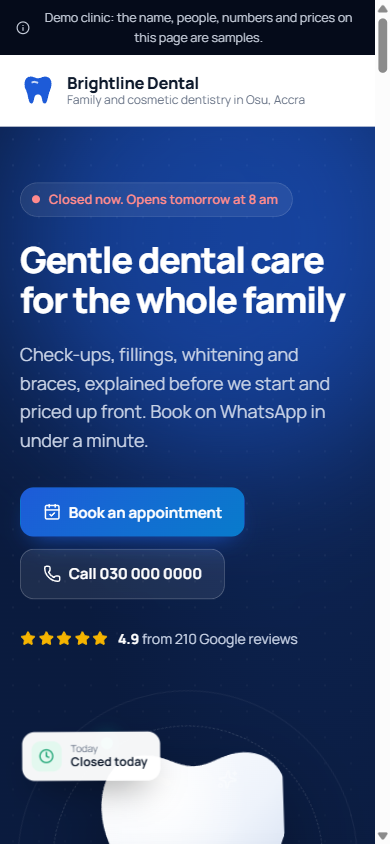 Demo clinic: the name, people, numbers and prices on
this page are samples.
Brightline Dental
Family and cosmetic dentistry in Osu, Accra
Closed now. Opens tomorrow at 8 am
Gentle dental care
for the whole family
Check-ups, fillings, whitening and
braces, explained before we start and
priced up front. Book on WhatsApp in
under a minute.
Book an appointment
Call 030 000 0000
4.9 from 210 Google reviews
Today
Closed today